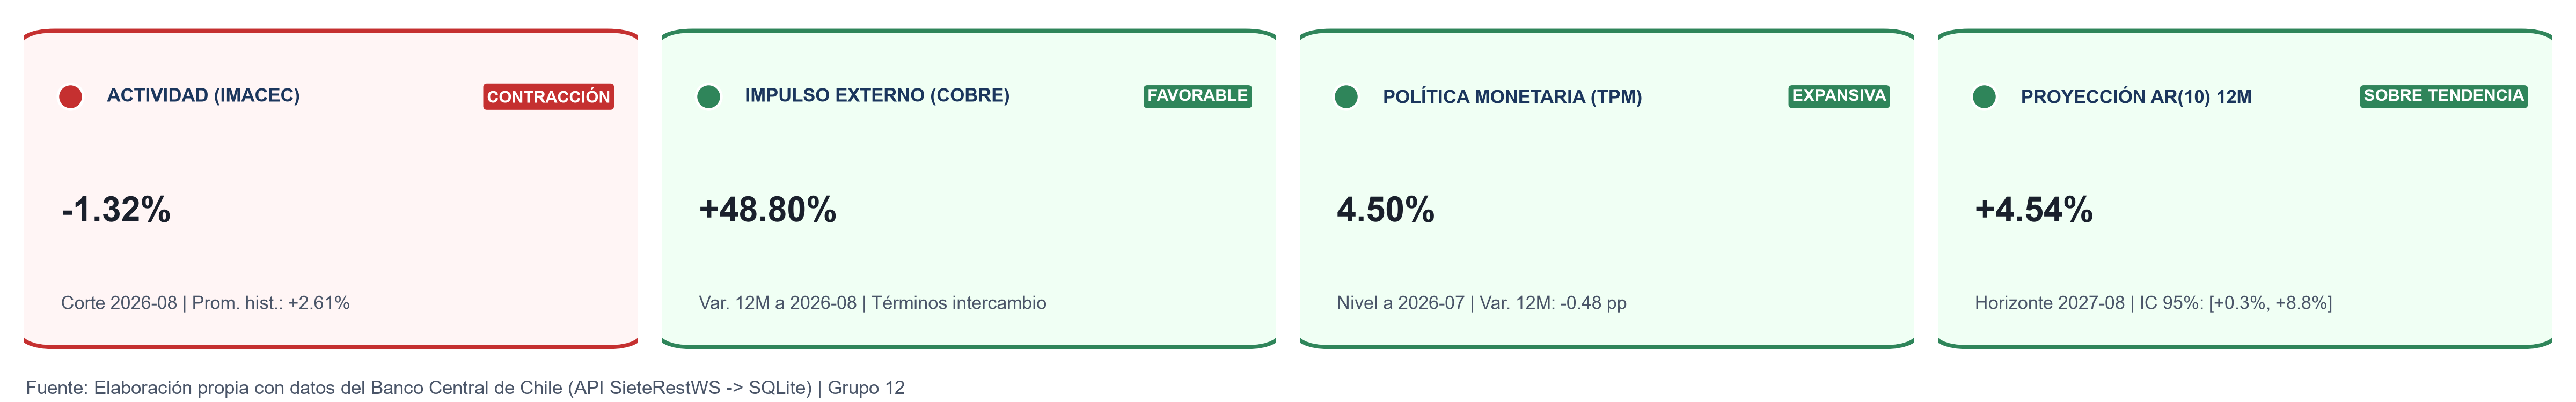 ACTIVIDAD (IMACEC)
CONTRACCIÓN
-1.32%
Corte 2026-08 | Prom. hist.: +2.61%
IMPULSO EXTERNO (COBRE)
FAVORABLE
+48.80%
Var. 12M a 2026-08 | Términos intercambio
POLÍTICA MONETARIA (TPM)
EXPANSIVA
4.50%
Nivel a 2026-07 | Var. 12M: -0.48 pp
PROYECCIÓN AR(10) 12M
SOBRE TENDENCIA
+4.54%
Horizonte 2027-08 | IC 95%: [+0.3%, +8.8%]
Fuente: Elaboración propia con datos del Banco Central de Chile (API SieteRestWS -> SQLite) | Grupo 12